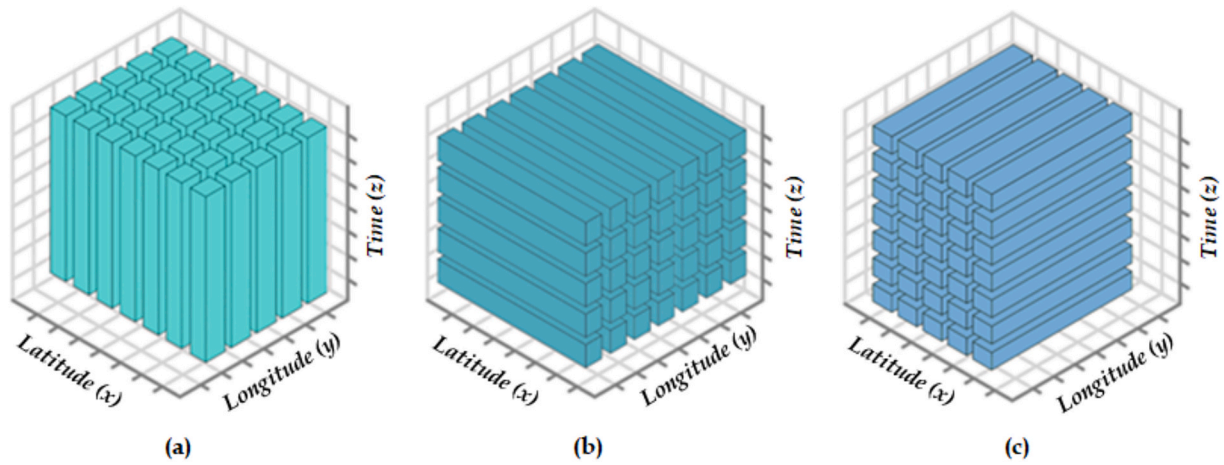 Latitude (x)
Longitude (y)
Time (z)
(a)
Latitude (x)
Longitude (y)
Time (z)
(b)
Latitude (x)
Longitude (y)
Time (z)
(c)